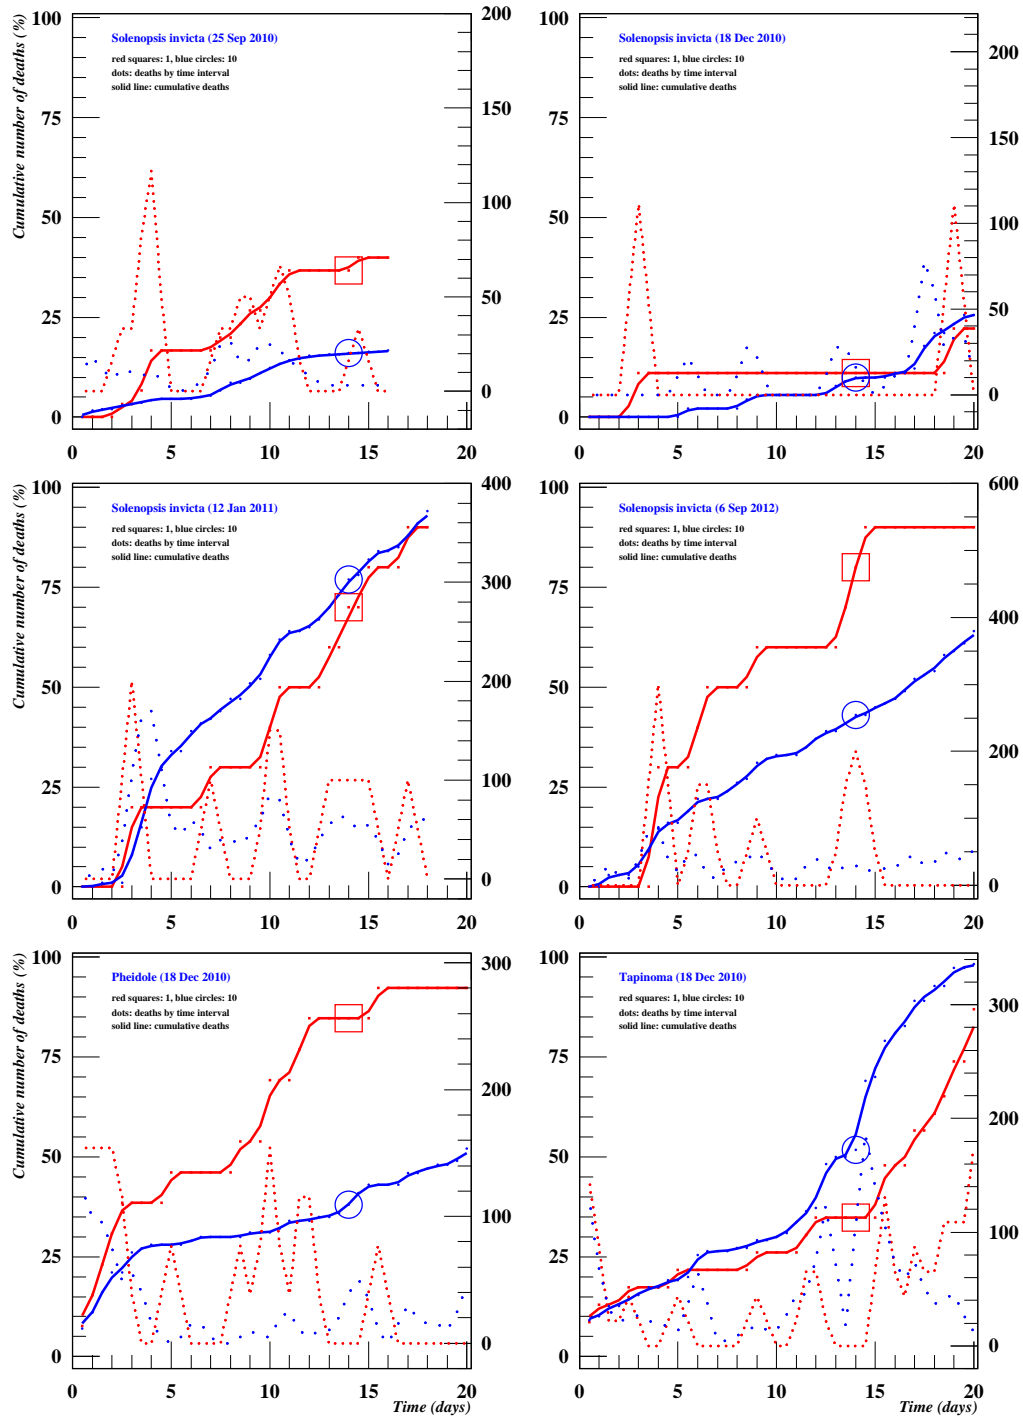 Cumulative number of deaths (%)
100
75
50
25
0
200
150
100
50
0
Solenopsis invicta (25 Sep 2010)
red squares: 1, blue circles: 10
dots: deaths by time interval
solid line: cumulative deaths
0 5 10 15 20
100
75
50
25
0
200
150
100
50
0
Solenopsis invicta (18 Dec 2010)
red squares: 1, blue circles: 10
dots: deaths by time interval
solid line: cumulative deaths
0 5 10 15 20
Cumulative number of deaths (%)
100
75
50
25
0
400
300
200
100
0
Solenopsis invicta (12 Jan 2011)
red squares: 1, blue circles: 10
dots: deaths by time interval
solid line: cumulative deaths
0 5 10 15 20
100
75
50
25
0
600
400
200
0
Solenopsis invicta (6 Sep 2012)
red squares: 1, blue circles: 10
dots: deaths by time interval
solid line: cumulative deaths
0 5 10 15 20
Cumulative number of deaths (%)
100
75
50
25
0
300
200
100
0
Pheidole (18 Dec 2010)
red squares: 1, blue circles: 10
dots: deaths by time interval
solid line: cumulative deaths
0 5 10 15 20
Time (days)
100
75
50
25
0
300
200
100
0
Tapinoma (18 Dec 2010)
red squares: 1, blue circles: 10
dots: deaths by time interval
solid line: cumulative deaths
0 5 10 15 20
Time (days)